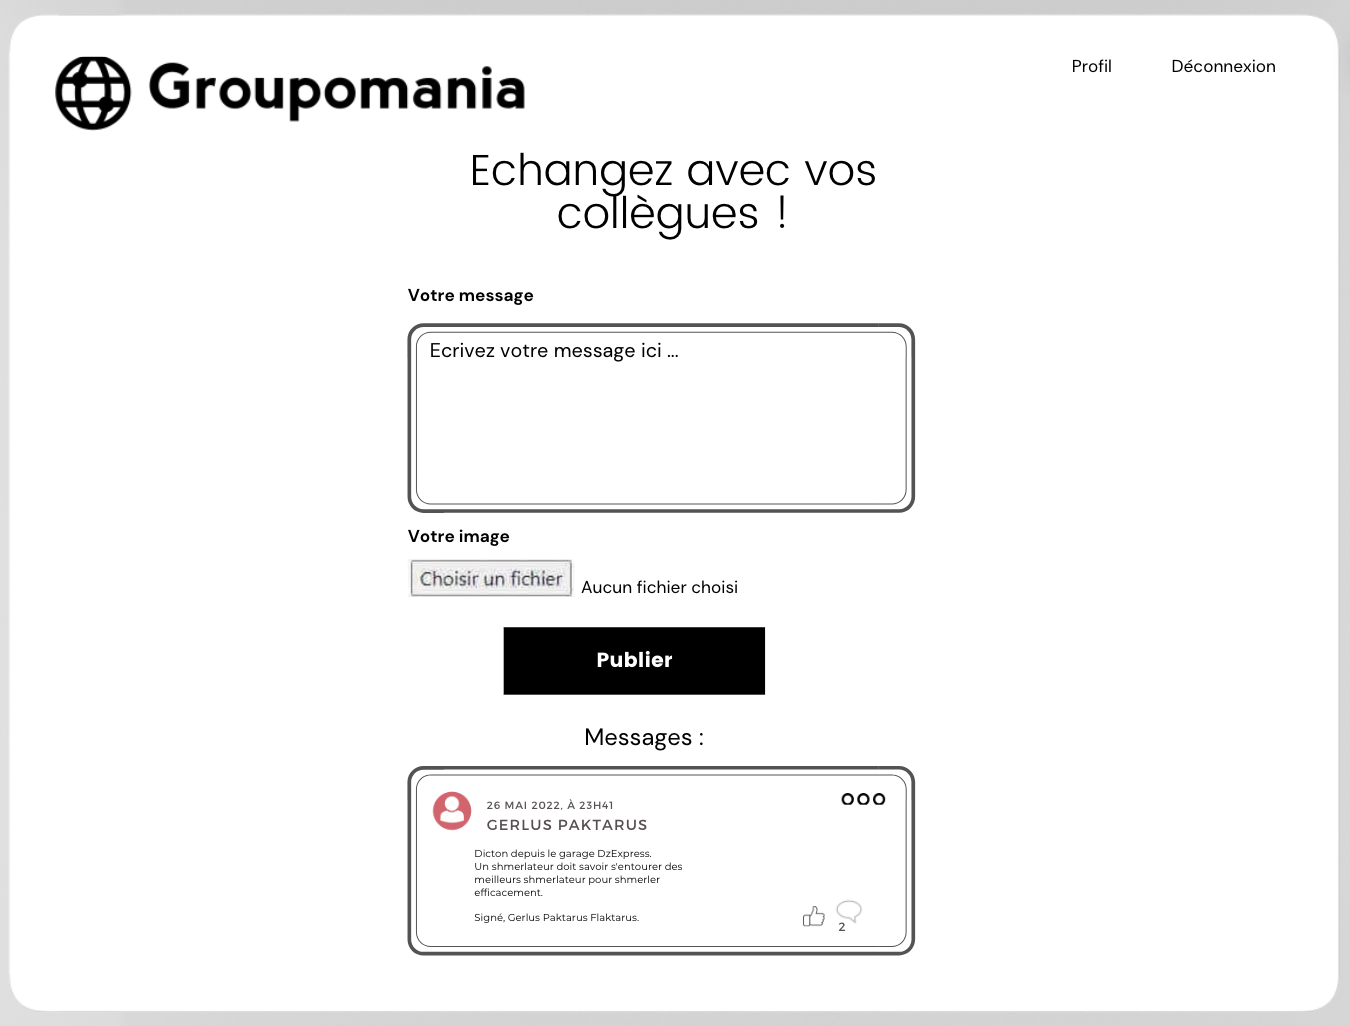 Groupomania
Profil
Déconnexion
Echangez avec vos
collègues !
Votre message
Ecrivez votre message ici ...
Votre image
Choisir un fichier
Aucun fichier choisi
Publier
Messages :
26 MAI 2022, À 23H41
GERLUS PAKTARUS
Dicton depuis le garage DzExpress.
Un shmerlateur doit savoir s'entourer des
meilleurs shmerlateur pour shmerler
efficacement.
Signé, Gerlus Paktarus Flaktarus.
2